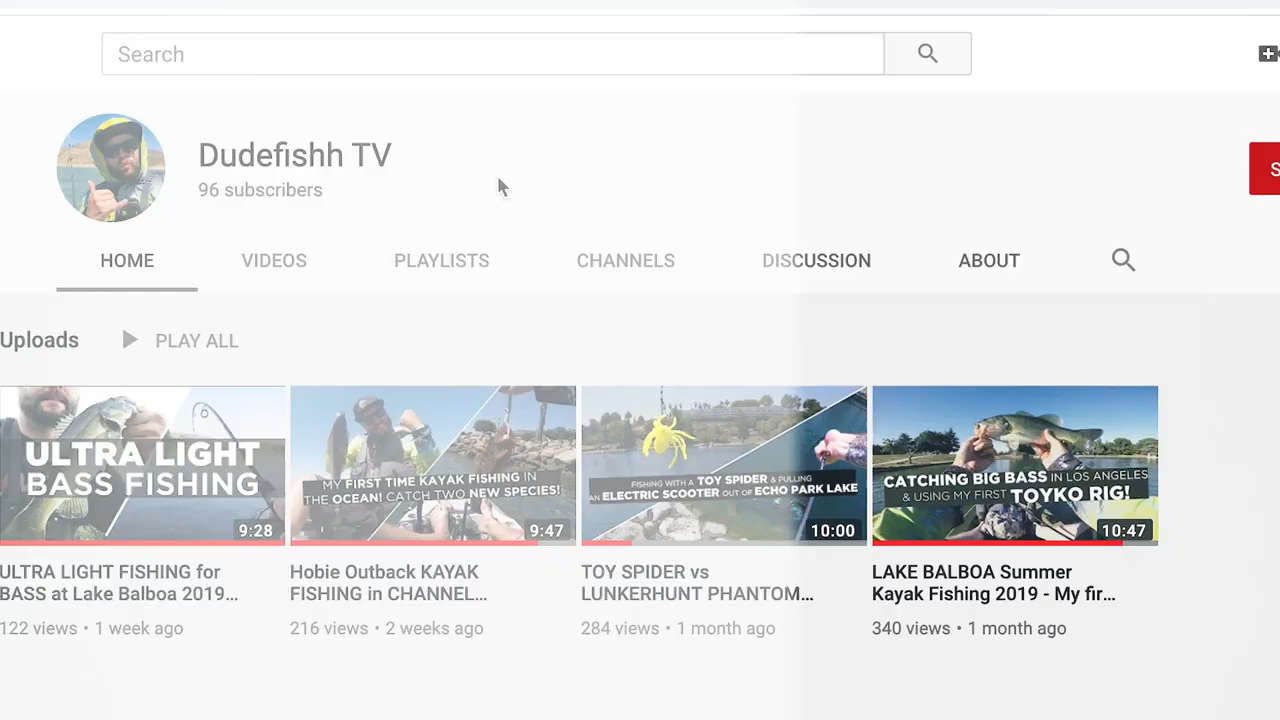 Search
Dudefishh TV
96 subscribers
S
HOME VIDEOS PLAYLISTS CHANNELS DISCUSSION ABOUT
Uploads PLAY ALL
ULTRA LIGHT
BASS FISHING
9:28
MY FIRST TIME KAYAK FISHING IN
THE OCEAN! CATCH TWO NEW SPECIES!
9:47
FISHING WITH A TOY SPIDER & PULLING
AN ELECTRIC SCOOTER OUT OF ECHO PARK LAKE
10:00
CATCHING BIG BASS IN LOS ANGELES
& USING MY FIRST TOYKO RIG!
10:47
ULTRA LIGHT FISHING for
BASS at Lake Balboa 2019...
122 views • 1 week ago
Hobie Outback KAYAK
FISHING in CHANNEL...
216 views • 2 weeks ago
TOY SPIDER vs
LUNKERHUNT PHANTOM...
284 views • 1 month ago
LAKE BALBOA Summer
Kayak Fishing 2019 - My fir...
340 views • 1 month ago